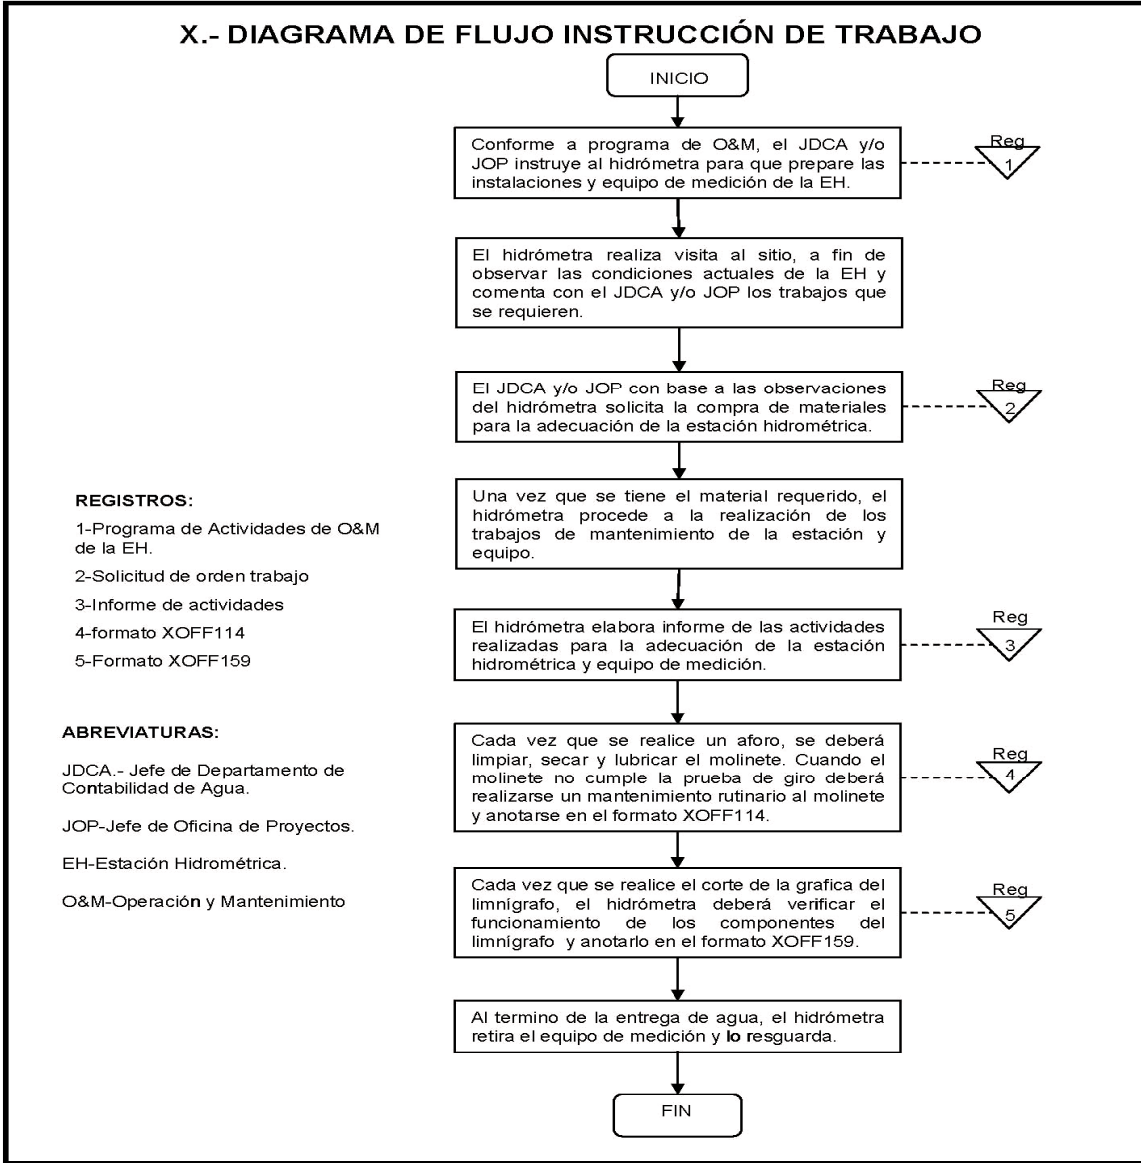 X.- DIAGRAMA DE FLUJO INSTRUCCIÓN DE TRABAJO
INICIO
Conforme a programa de O&M, el JDCA y/o
JOP instruye al hidrómetra para que prepare las
instalaciones y equipo de medición de la EH.
Reg
1
El hidrómetra realiza visita al sitio, a fin de
observar las condiciones actuales de la EH y
comenta con el JDCA y/o JOP los trabajos que
se requieren.
El JDCA y/o JOP con base a las observaciones
del hidrómetra solicita la compra de materiales
para la adecuación de la estación hidrométrica.
Reg
2
Una vez que se tiene el material requerido, el
hidrómetra procede a la realización de los
trabajos de mantenimiento de la estación y
equipo.
El hidrómetra elabora informe de las actividades
realizadas para la adecuación de la estación
hidrométrica y equipo de medición.
Reg
3
Cada vez que se realice un aforo, se deberá
limpiar, secar y lubricar el molinete. Cuando el
molinete no cumple la prueba de giro deberá
realizarse un mantenimiento rutinario al molinete
y anotarse en el formato XOFF114.
Reg
4
Cada vez que se realice el corte de la grafica del
limnígrafo, el hidrómetra deberá verificar el
funcionamiento de los componentes del
limnígrafo y anotarlo en el formato XOFF159.
Reg
5
Al termino de la entrega de agua, el hidrómetra
retira el equipo de medición y lo resguarda.
FIN
REGISTROS:
1-Programa de Actividades de O&M
de la EH.
2-Solicitud de orden trabajo
3-Informe de actividades
4-formato XOFF114
5-Formato XOFF159
ABREVIATURAS:
JDCA.- Jefe de Departamento de
Contabilidad de Agua.
JOP-Jefe de Oficina de Proyectos.
EH-Estación Hidrométrica.
O&M-Operación y Mantenimiento